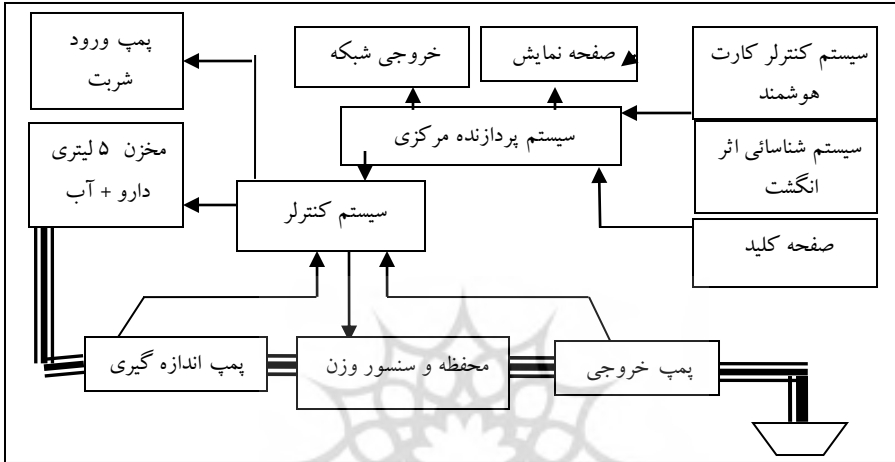 سیستم کنترلر کارت
هوشمند
صفحه نمایش
خروجی شبکه
پمپ ورود
شربت
سیستم پردازنده مرکزی
سیستم شناسائی اثر
انگشت
مخزن ۵ لیتری
دارو + آب
سیستم کنترلر
صفحه کلید
پمپ خروجی
محفظه و سنسور وزن
پمپ اندازه گیری